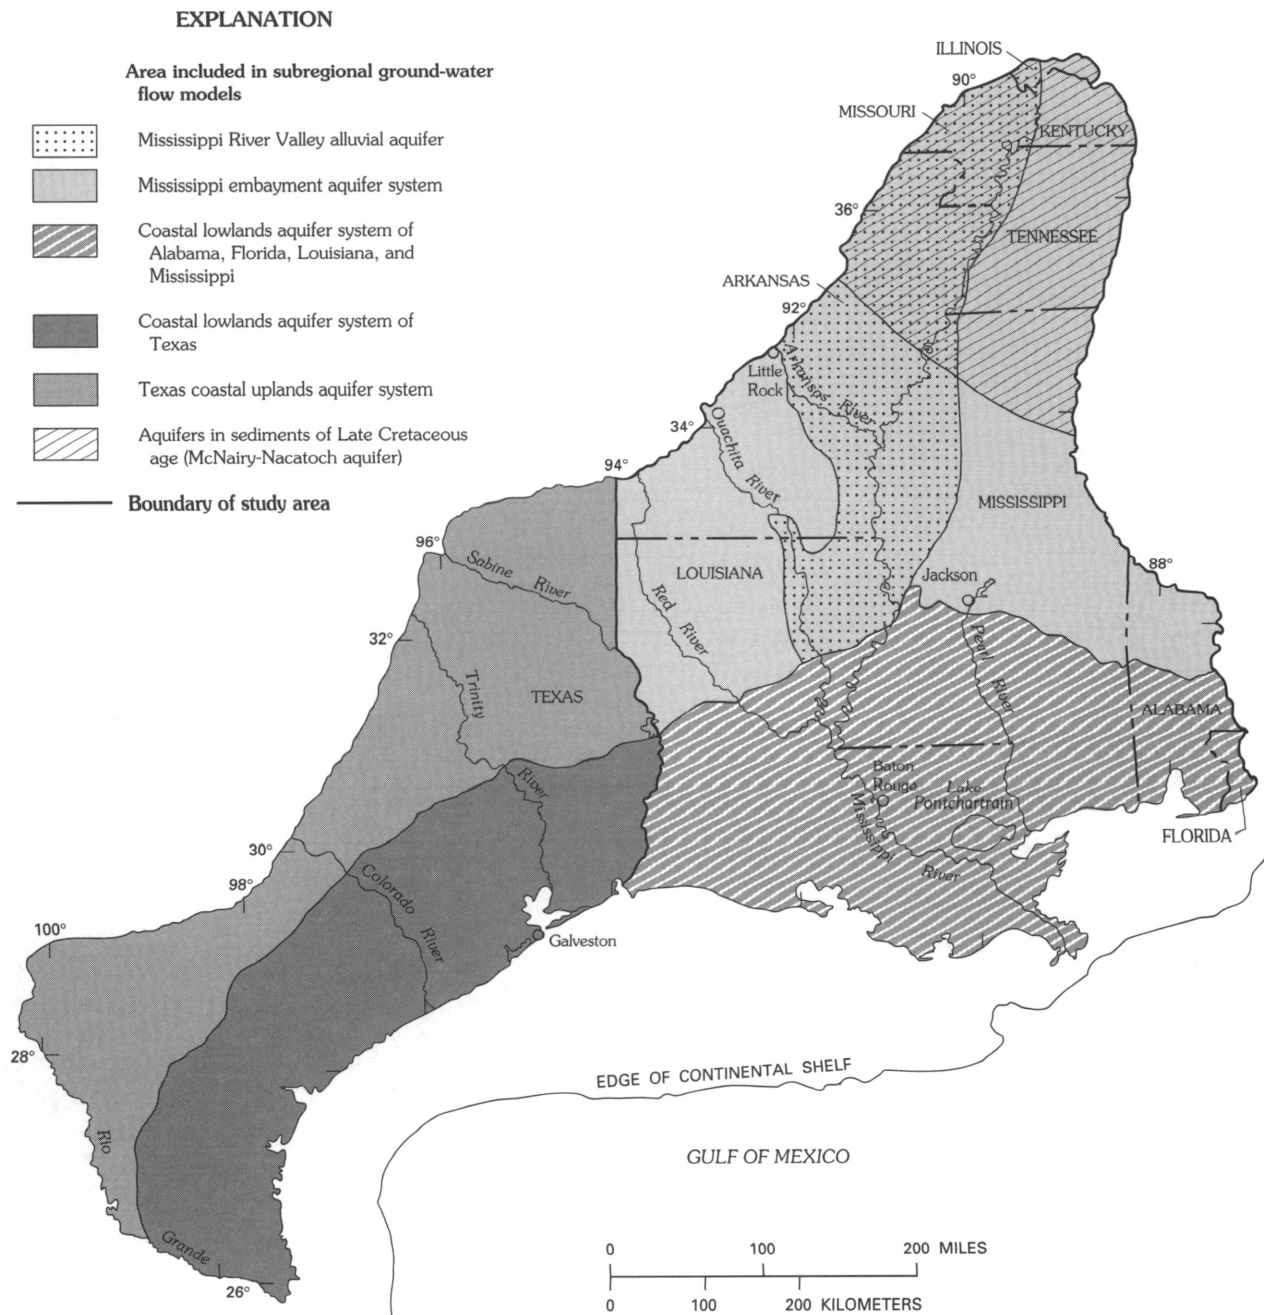 EXPLANATION
Area included in subregional ground-water
flow models
Mississippi River Valley alluvial aquifer
Mississippi embayment aquifer system
Coastal lowlands aquifer system of
Alabama, Florida, Louisiana, and
Mississippi
Coastal lowlands aquifer system of
Texas
Texas coastal uplands aquifer system
Aquifers in sediments of Late Cretaceous
age (McNairy-Nacatoch aquifer)
Boundary of study area
ILLINOIS
90°
MISSOURI
KENTUCKY
36°
TENNESSEE
ARKANSAS
92°
Little
Rock
Arkansas River
34°
Ouachita River
94°
MISSISSIPPI
96°
Sabine River
LOUISIANA
Jackson
88°
Red River
32°
Pearl River
Trinity River
TEXAS
ALABAMA
Baton
Rouge
Lake
Pontchartrain
Mississippi River
FLORIDA
30°
98°
Colorado River
100°
Galveston
28°
EDGE OF CONTINENTAL SHELF
Rio Grande
GULF OF MEXICO
26°
0 100 200 MILES
0 100 200 KILOMETERS